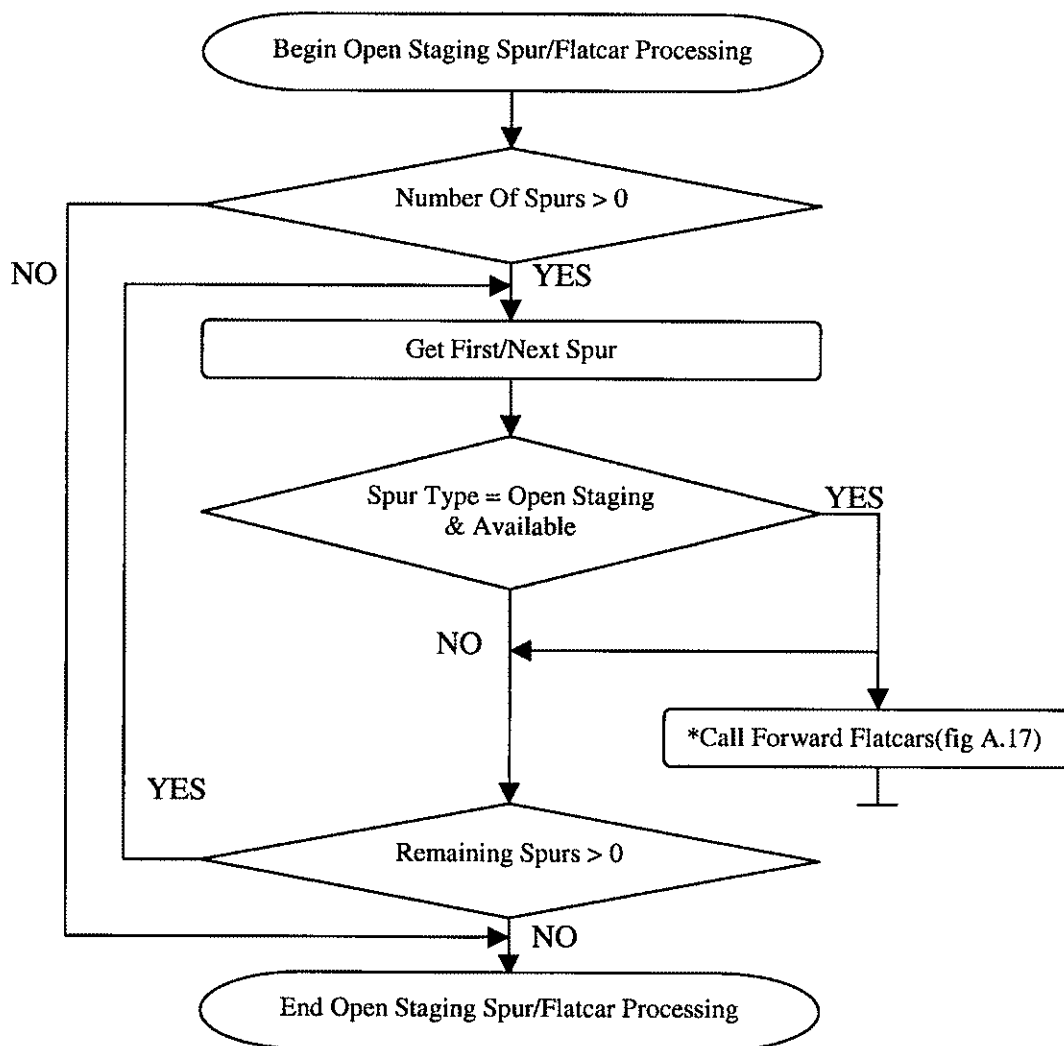 Begin Open Staging Spur/Flatcar Processing
Number Of Spurs > 0
NO
YES
Get First/Next Spur
Spur Type = Open Staging
& Available
YES
NO
*Call Forward Flatcars(fig A.17)
YES
Remaining Spurs > 0
NO
End Open Staging Spur/Flatcar Processing